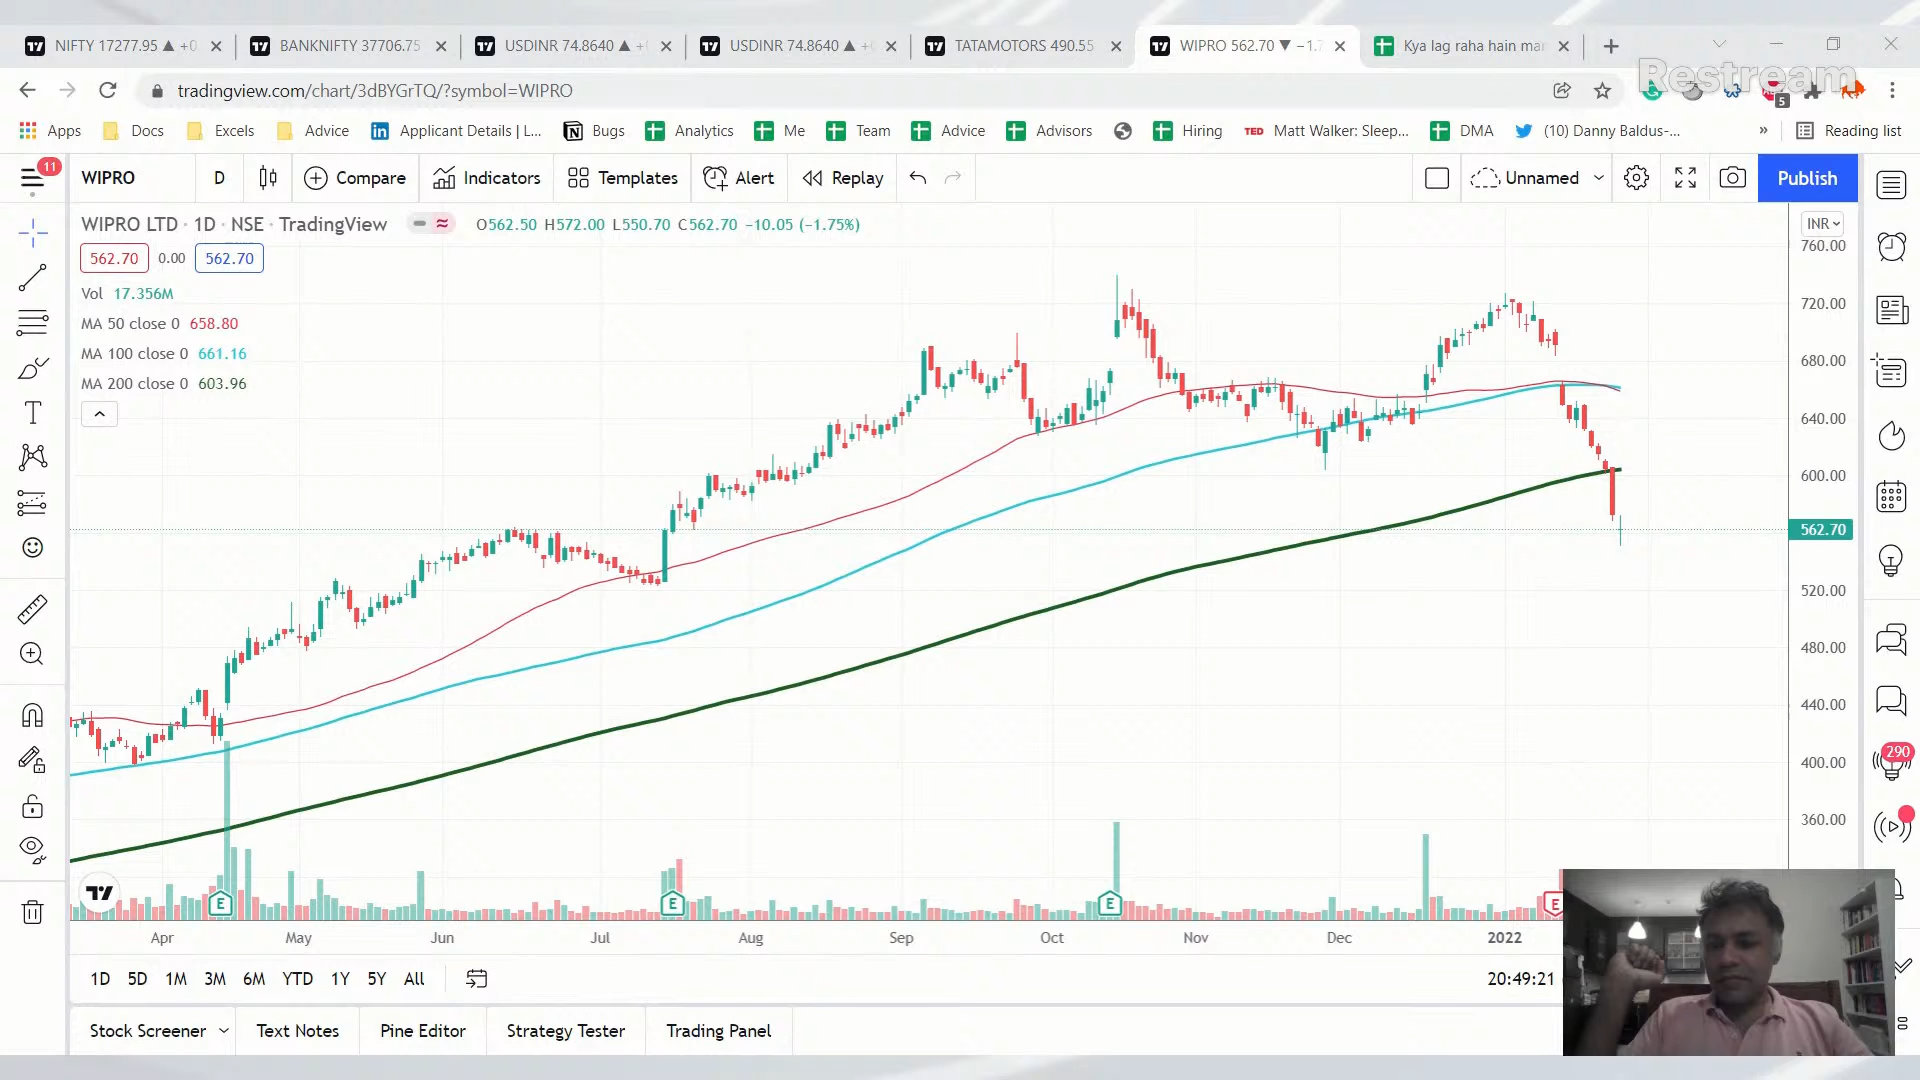 NIFTY 17277.95 ▲ +0
BANKNIFTY 37706.75
USDINR 74.8640 ▲ +
USDINR 74.8640 ▲ +
TATAMOTORS 490.55
WIPRO 562.70 ▼ −1.7
Kya lag raha hain mar
Restream
tradingview.com/chart/3dBYGrTQ/?symbol=WIPRO
5
Apps
Docs
Excels
Advice
Applicant Details | L...
Bugs
Analytics
Me
Team
Advice
Advisors
Hiring
TED
Matt Walker: Sleep...
DMA
(10) Danny Baldus-...
»
Reading list
11
WIPRO
D
Compare
Indicators
Templates
Alert
Replay
Unnamed
Publish
WIPRO LTD · 1D · NSE · TradingView
O562.50 H572.00 L550.70 C562.70 −10.05 (−1.75%)
INR
562.70
0.00
562.70
Vol 17.356M
MA 50 close 0 658.80
MA 100 close 0 661.16
MA 200 close 0 603.96
760.00
720.00
680.00
640.00
600.00
562.70
520.00
480.00
440.00
400.00
360.00
290
E
E
E
E
Apr
May
Jun
Jul
Aug
Sep
Oct
Nov
Dec
2022
1D
5D
1M
3M
6M
YTD
1Y
5Y
All
20:49:21
Stock Screener
Text Notes
Pine Editor
Strategy Tester
Trading Panel